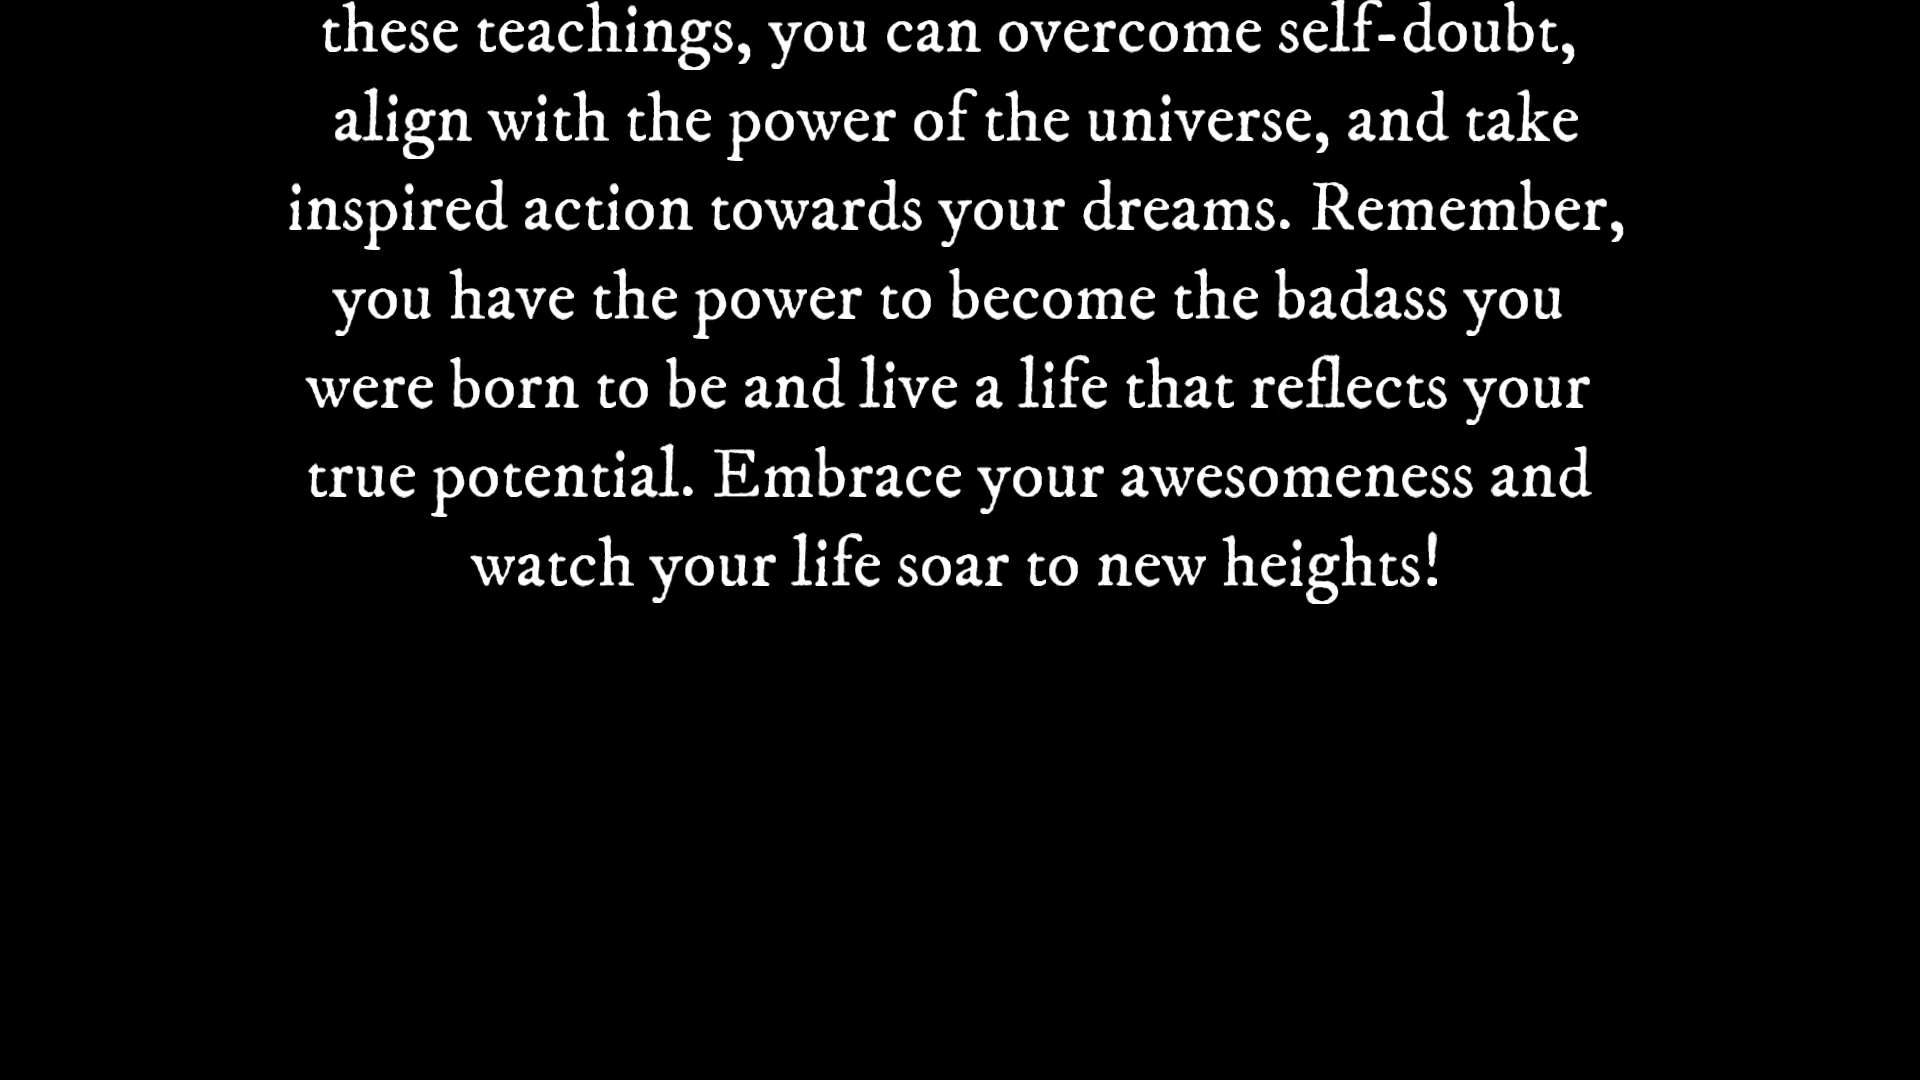 these teachings, you can overcome self-doubt,
align with the power of the universe, and take
inspired action towards your dreams. Remember,
you have the power to become the badass you
were born to be and live a life that reflects your
true potential. Embrace your awesomeness and
watch your life soar to new heights!